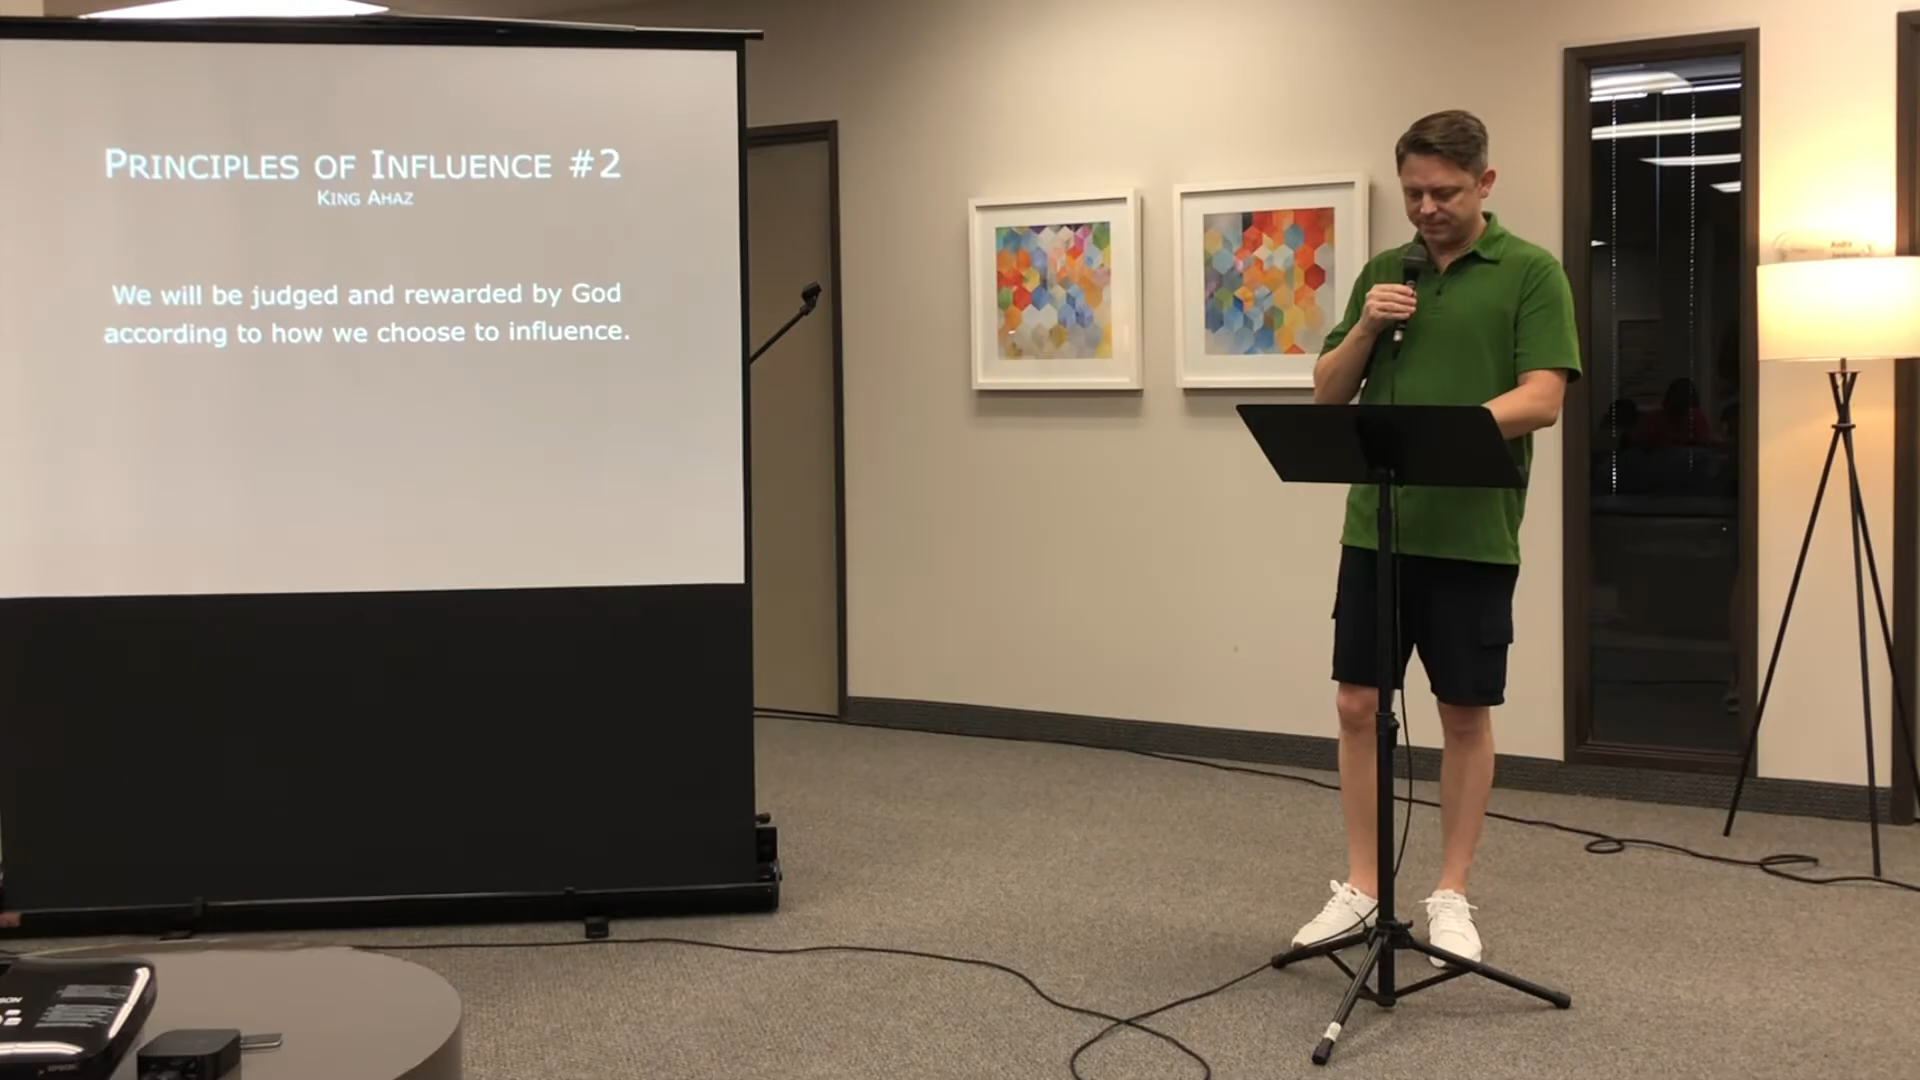 PRINCIPLES OF INFLUENCE #2
KING AHAZ
We will be judged and rewarded by God
according to how we choose to influence.
EPSON